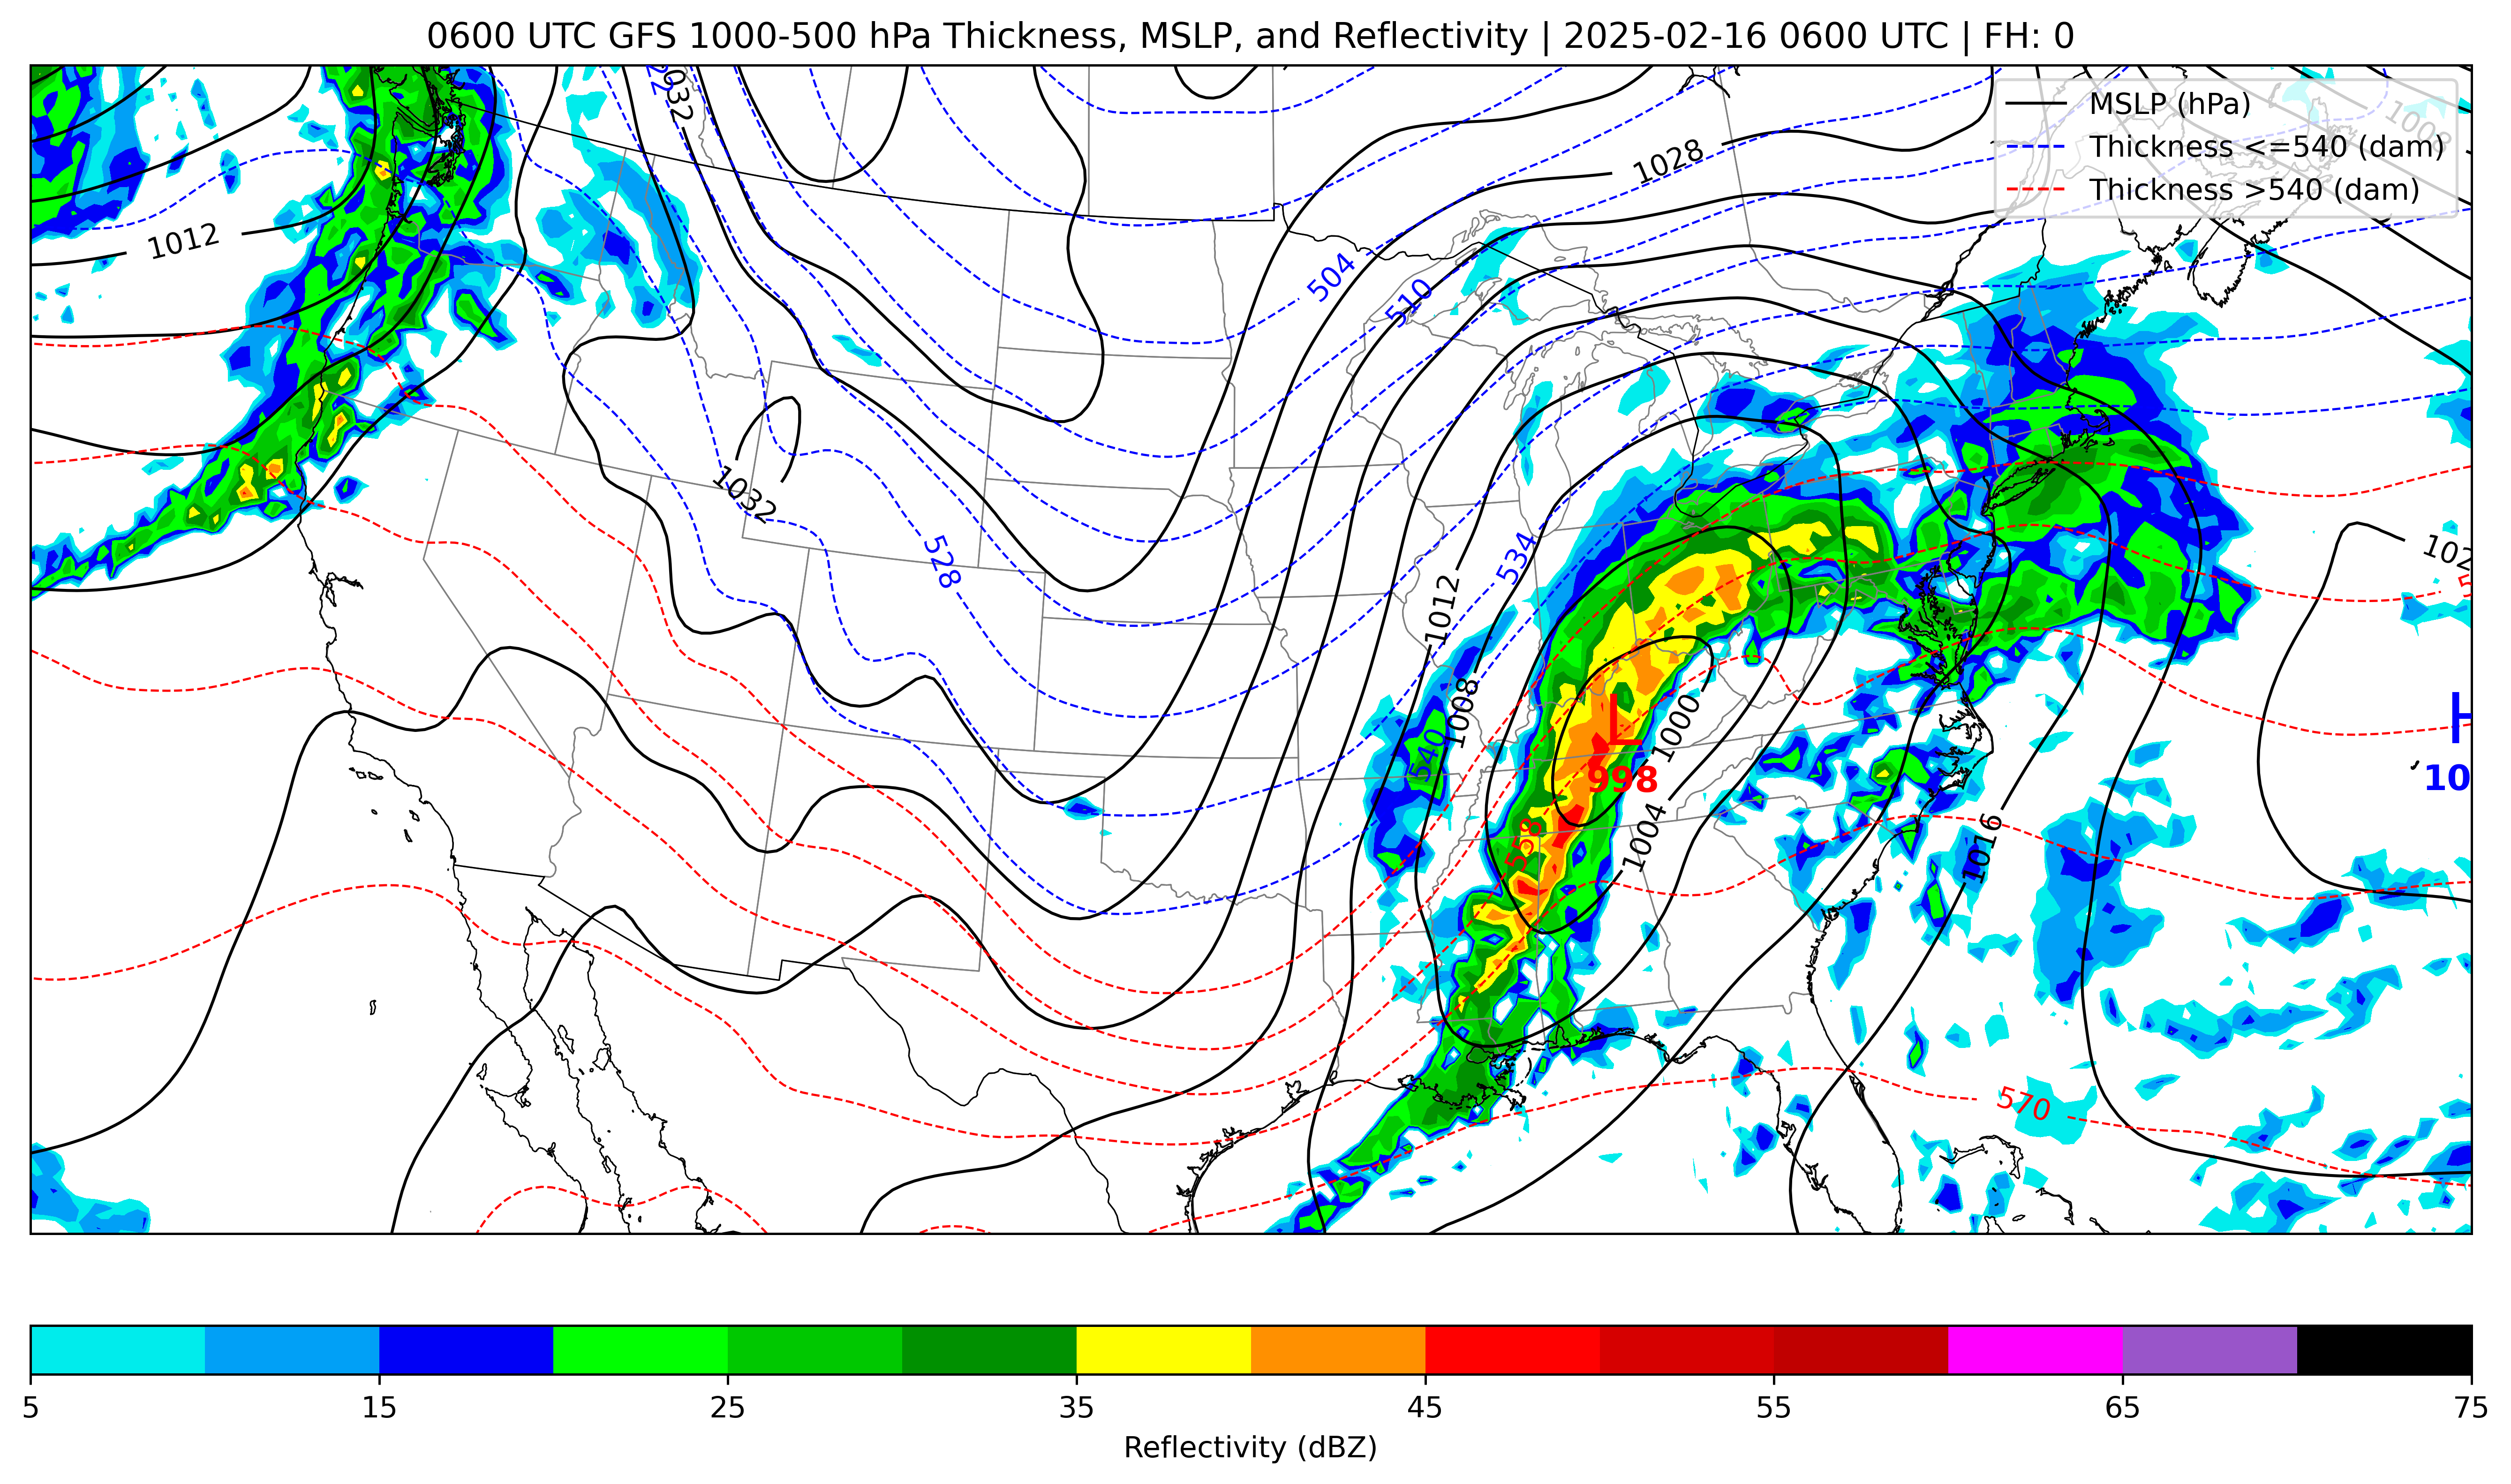 0600 UTC GFS 1000-500 hPa Thickness, MSLP, and Reflectivity | 2025-02-16 0600 UTC | FH: 0
MSLP (hPa)
Thickness <=540 (dam)
Thickness >540 (dam)
1008
1032
1012
1028
504
510
1032
528
534
1012
1008
540
1000
L
998
1004
558
1016
H
10
102
570
5 15 25 35 45 55 65 75
Reflectivity (dBZ)